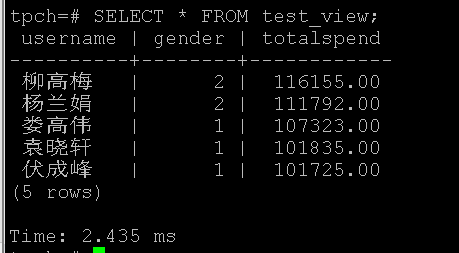 tpch=# SELECT * FROM test_view;
 username | gender | totalspend
----------+--------+------------
 柳高梅   |      2 |  116155.00
 杨兰娟   |      2 |  111792.00
 娄高伟   |      1 |  107323.00
 袁晓轩   |      1 |  101835.00
 伏成峰   |      1 |  101725.00
(5 rows)
Time: 2.435 ms